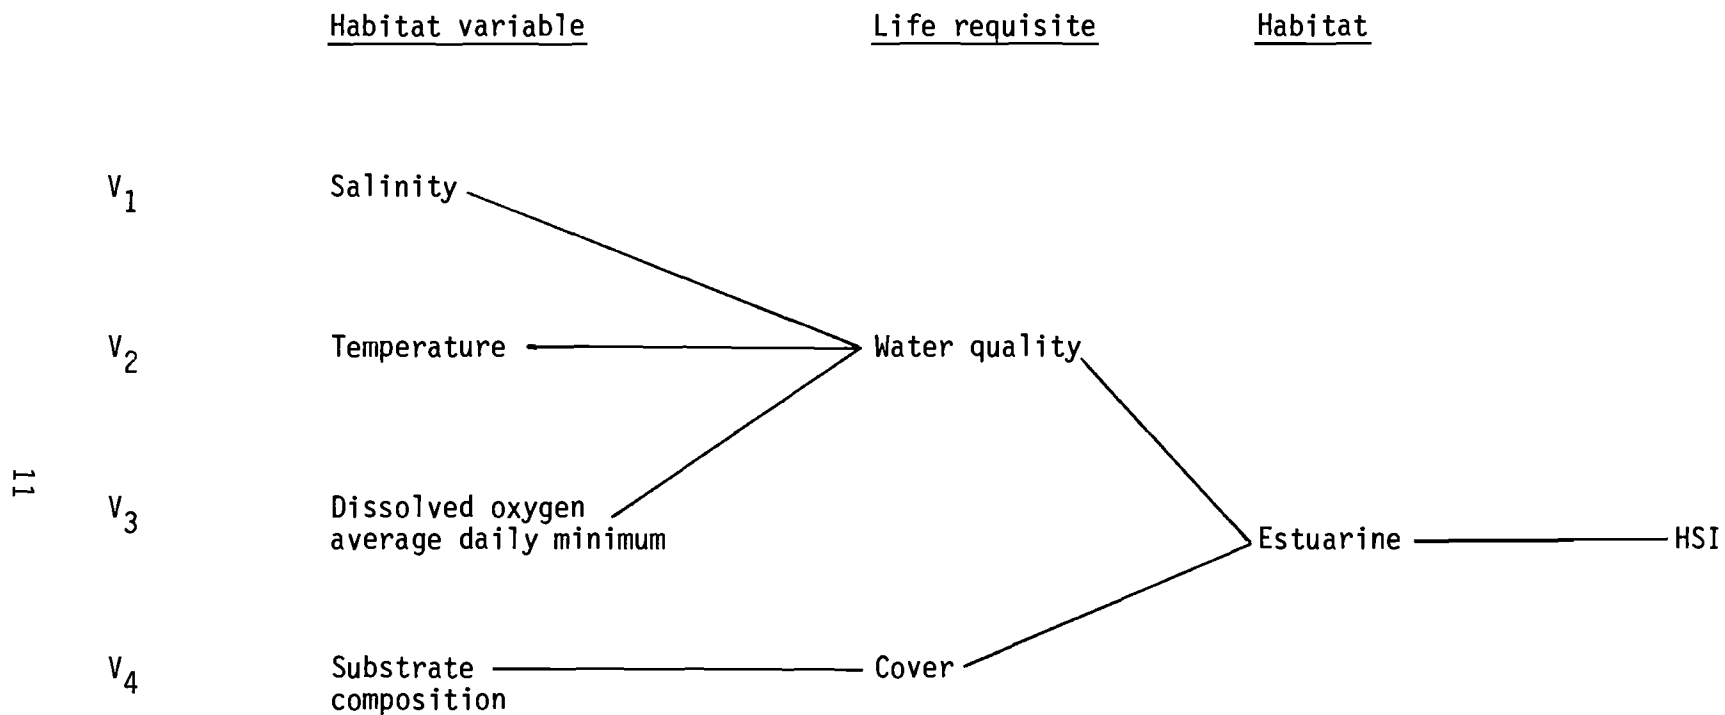 Habitat variable Life requisite Habitat
V1 Salinity
V2 Temperature Water quality
V3 Dissolved oxygen
average daily minimum
Estuarine HSI
V4 Substrate Cover
composition
11